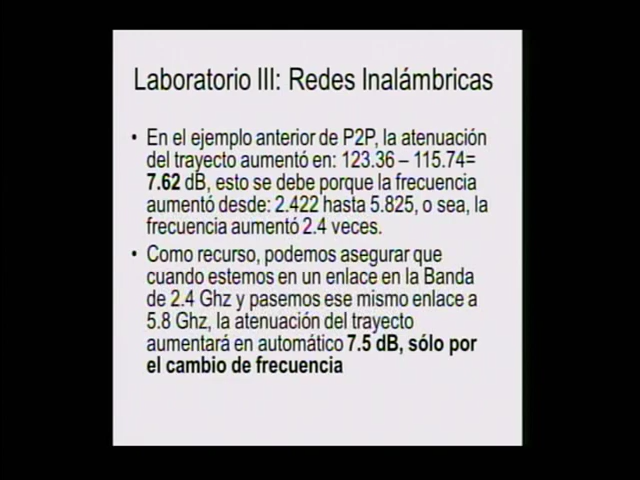 Laboratorio III: Redes Inalámbricas
• En el ejemplo anterior de P2P, la atenuación
del trayecto aumentó en: 123.36 – 115.74=
7.62 dB, esto se debe porque la frecuencia
aumentó desde: 2.422 hasta 5.825, o sea, la
frecuencia aumentó 2.4 veces.
• Como recurso, podemos asegurar que
cuando estemos en un enlace en la Banda
de 2.4 Ghz y pasemos ese mismo enlace a
5.8 Ghz, la atenuación del trayecto
aumentará en automático 7.5 dB, sólo por
el cambio de frecuencia